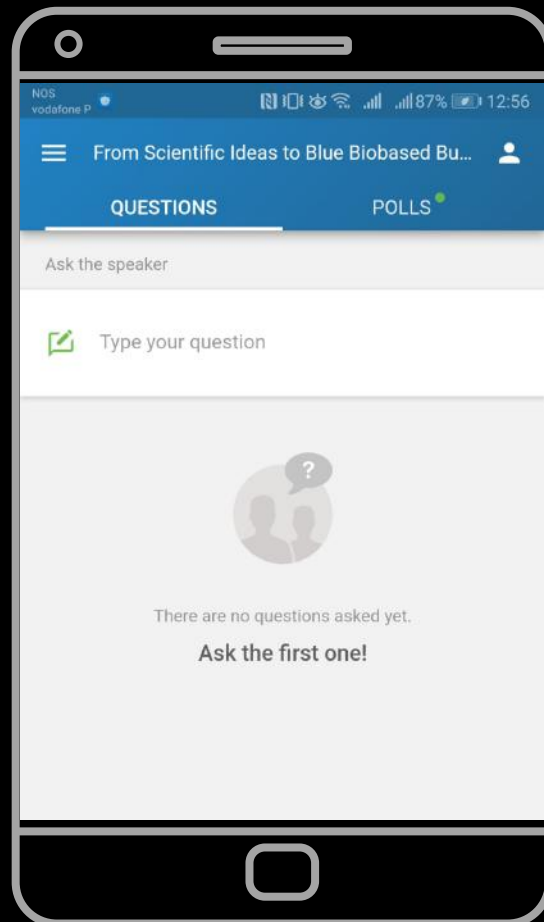 NOS
vodafone P
87% 12:56
From Scientific Ideas to Blue Biobased Bu...
QUESTIONS POLLS
Ask the speaker
Type your question
?
There are no questions asked yet.
Ask the first one!